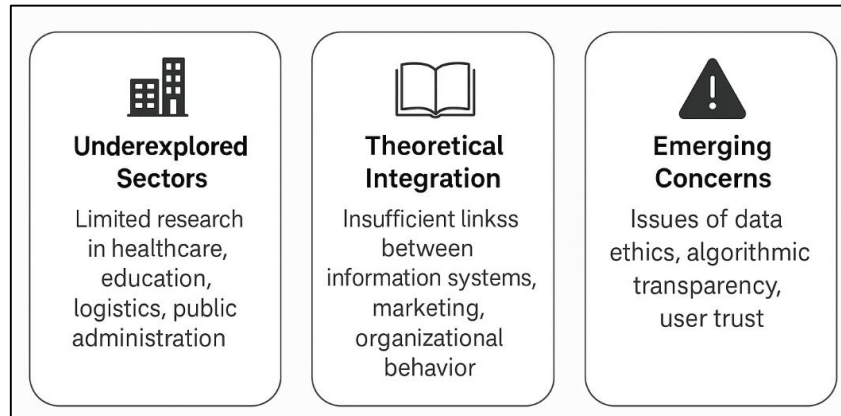 Underexplored
Sectors
Limited research
in healthcare,
education,
logistics, public
administration
Theoretical
Integration
Insufficient linkss
between
information systems,
marketing,
organizational
behavior
Emerging
Concerns
Issues of data
ethics, algorithmic
transparency,
user trust